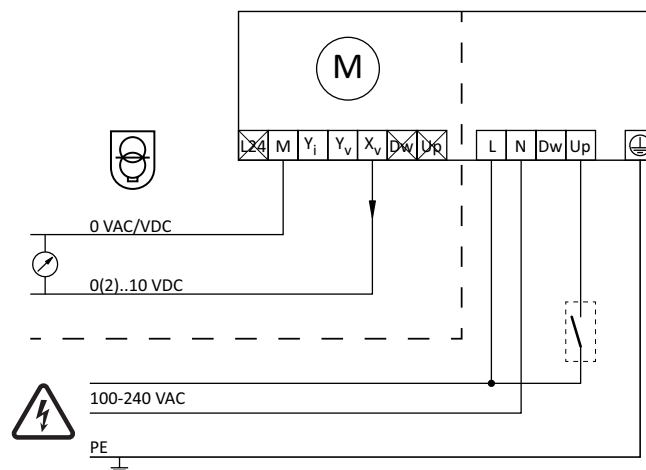 M
L24 M Yi Yv Xv Dw Up L N Dw Up
0 VAC/VDC
0(2)..10 VDC
100-240 VAC
PE